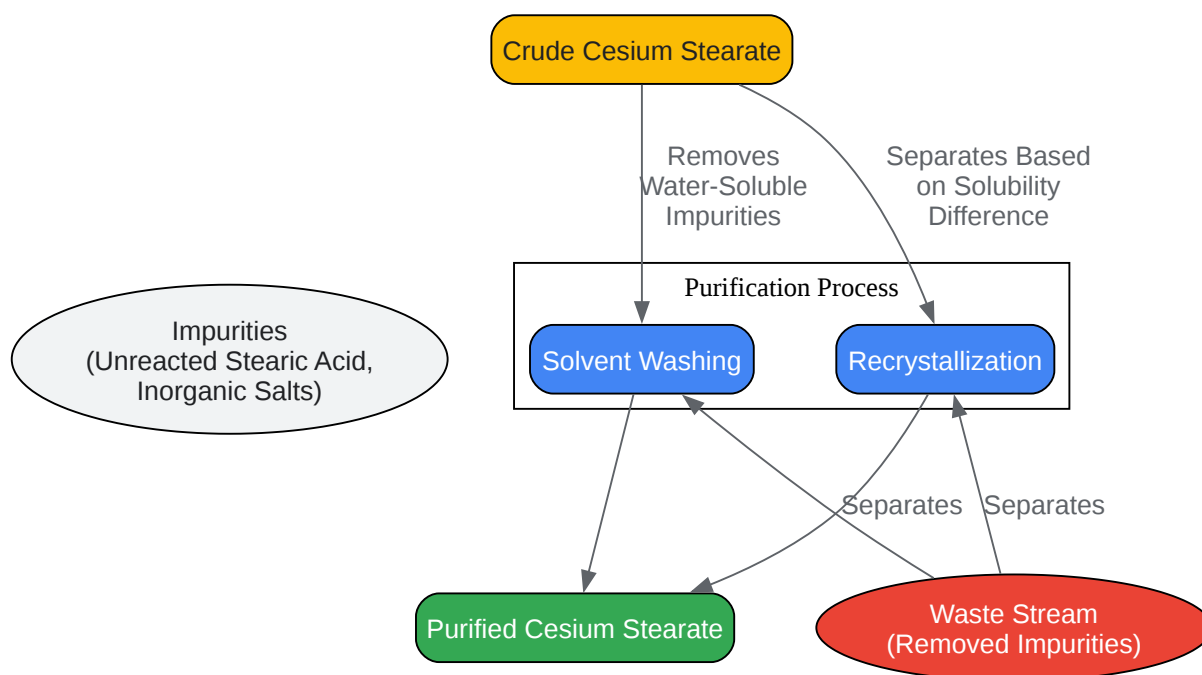 Crude Cesium Stearate
Removes
Water-Soluble
Impurities
Separates Based
on Solubility
Difference
Purification Process
Impurities
(Unreacted Stearic Acid,
Inorganic Salts)
Solvent Washing
Recrystallization
Separates
Separates
Purified Cesium Stearate
Waste Stream
(Removed Impurities)